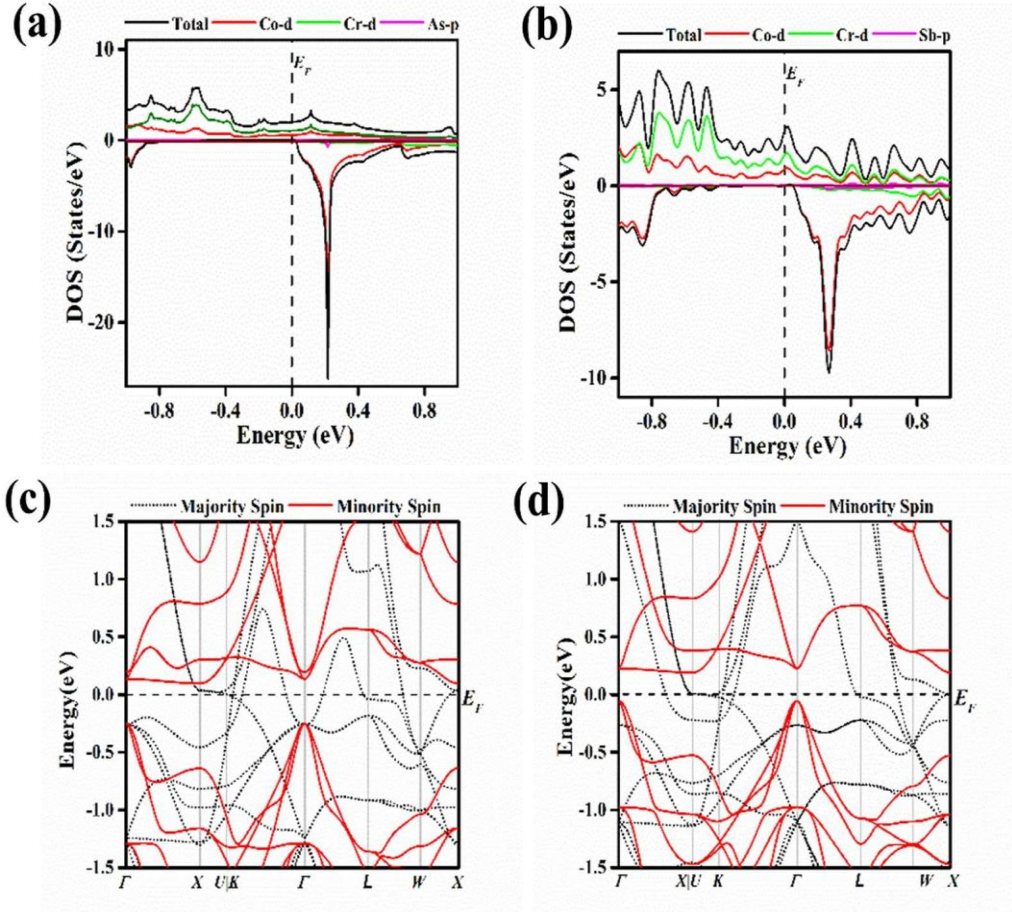 (a)
Total Co-d Cr-d As-p
E_F
10
0
-10
-20
DOS (States/eV)
-0.8 -0.4 0.0 0.4 0.8
Energy (eV)
(b)
Total Co-d Cr-d Sb-p
E_F
5
0
-5
-10
DOS (States/eV)
-0.8 -0.4 0.0 0.4 0.8
Energy (eV)
(c)
Majority Spin Minority Spin
1.5
1.0
0.5
0.0
-0.5
-1.0
-1.5
Energy(eV)
E_F
Γ X U|K Γ L W X
(d)
Majority Spin Minority Spin
1.5
1.0
0.5
0.0
-0.5
-1.0
-1.5
Energy(eV)
E_F
Γ X|U K Γ L W X